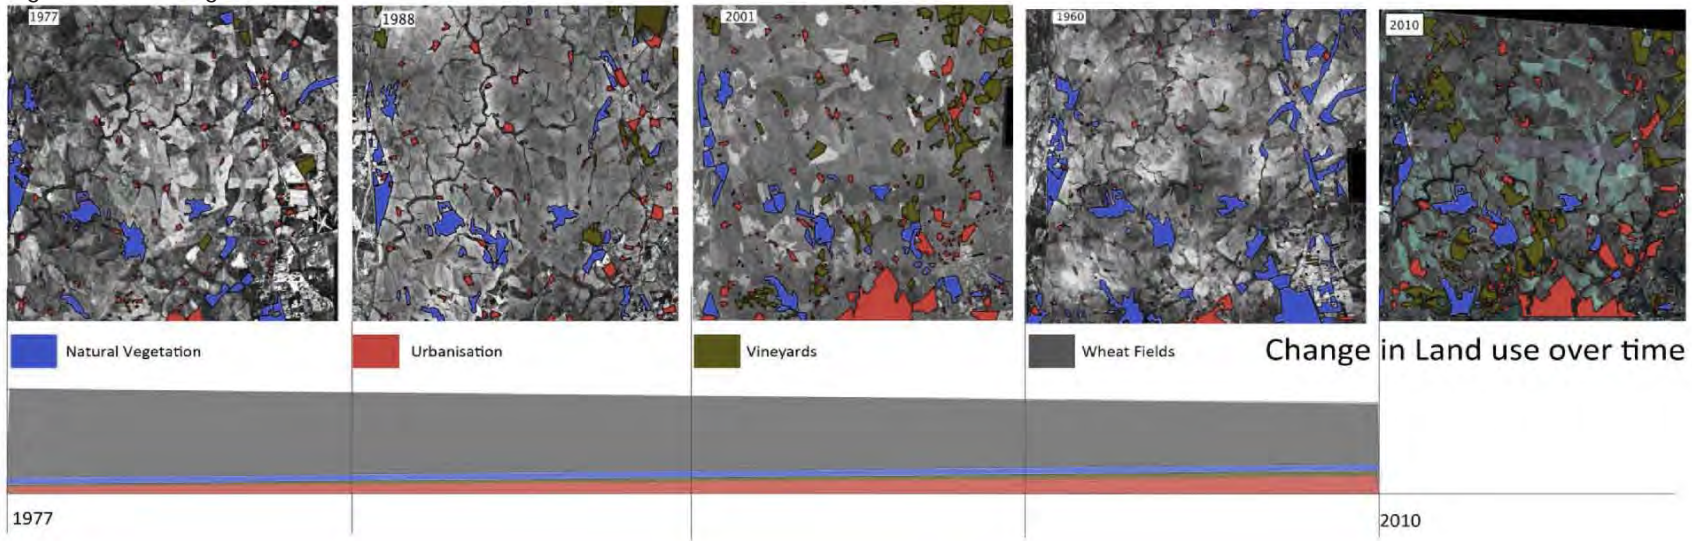 1977
1988
2001
1960
2010
Natural Vegetation
Urbanisation
Vineyards
Wheat Fields
Change in Land use over time
1977
2010